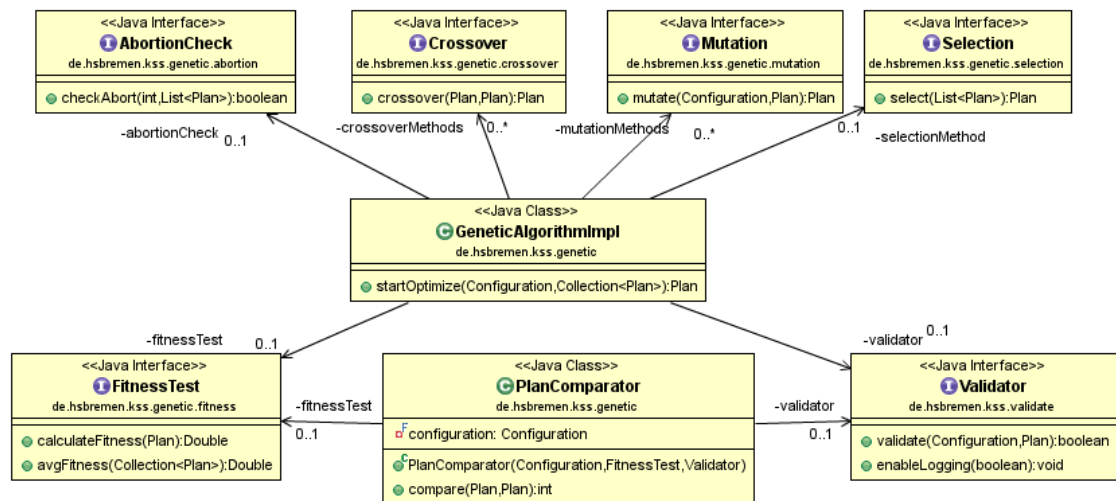 <<Java Interface>>
I AbortionCheck
de.hsbremen.kss.genetic.abortion
checkAbort(int,List<Plan>):boolean
<<Java Interface>>
I Crossover
de.hsbremen.kss.genetic.crossover
crossover(Plan,Plan):Plan
<<Java Interface>>
I Mutation
de.hsbremen.kss.genetic.mutation
mutate(Configuration,Plan):Plan
<<Java Interface>>
I Selection
de.hsbremen.kss.genetic.selection
select(List<Plan>):Plan
-abortionCheck
0..1
-crossoverMethods
0..*
-mutationMethods
0..*
0..1
-selectionMethod
<<Java Class>>
C GeneticAlgorithmImpl
de.hsbremen.kss.genetic
startOptimize(Configuration,Collection<Plan>):Plan
-fitnessTest
0..1
-validator
0..1
<<Java Interface>>
I FitnessTest
de.hsbremen.kss.genetic.fitness
calculateFitness(Plan):Double
avgFitness(Collection<Plan>):Double
-fitnessTest
0..1
<<Java Class>>
C PlanComparator
de.hsbremen.kss.genetic
F configuration: Configuration
C PlanComparator(Configuration,FitnessTest,Validator)
compare(Plan,Plan):int
-validator
0..1
<<Java Interface>>
I Validator
de.hsbremen.kss.validate
validate(Configuration,Plan):boolean
enableLogging(boolean):void